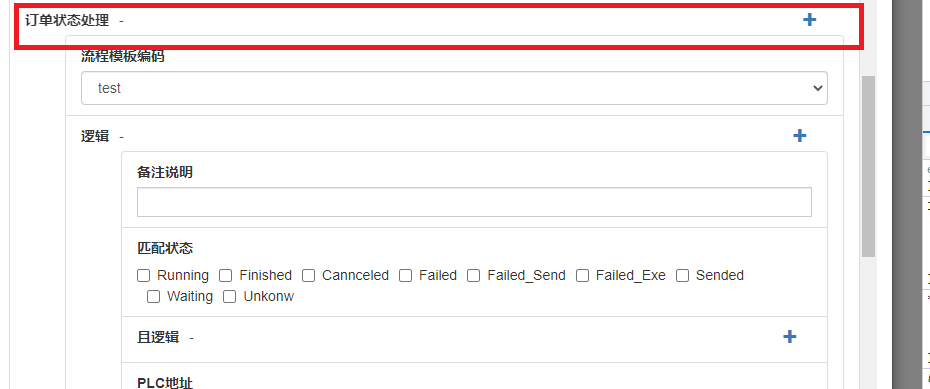 订单状态处理 - +
流程模板编码
test
逻辑 - +
备注说明
匹配状态
Running Finished Cannceled Failed Failed_Send Failed_Exe Sended
Waiting Unkonw
且逻辑 - +
PLC地址